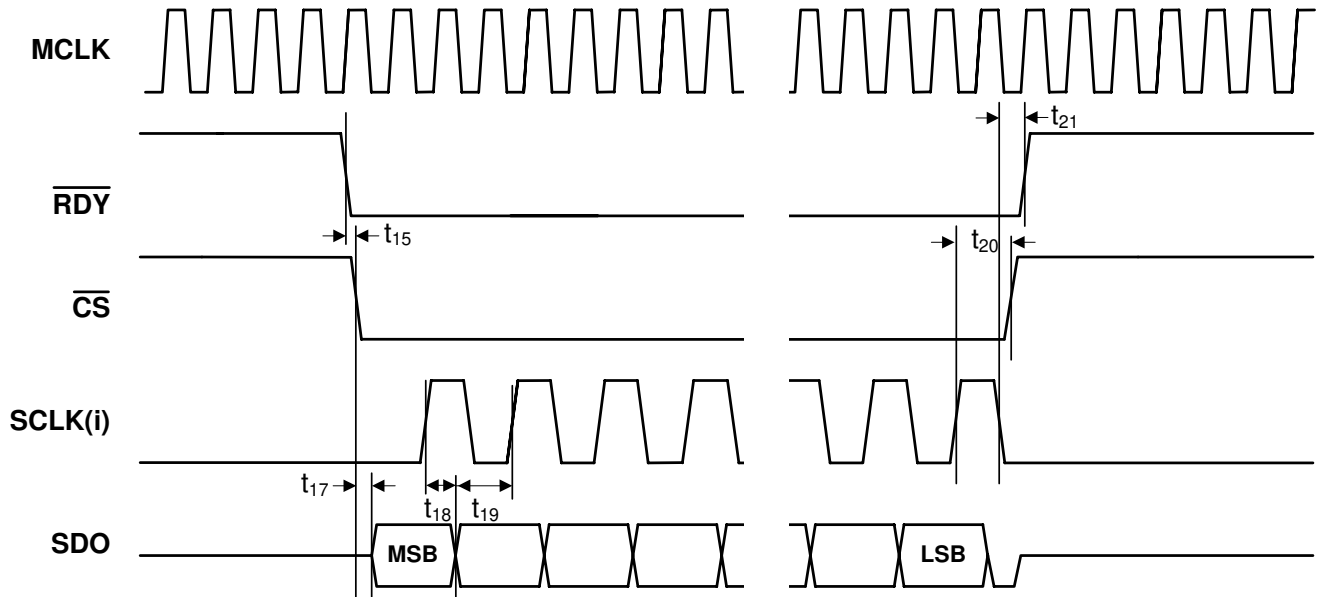 MCLK
t21
RDY
t15
t20
CS
SCLK(i)
t17
t18 t19
SDO
MSB
LSB